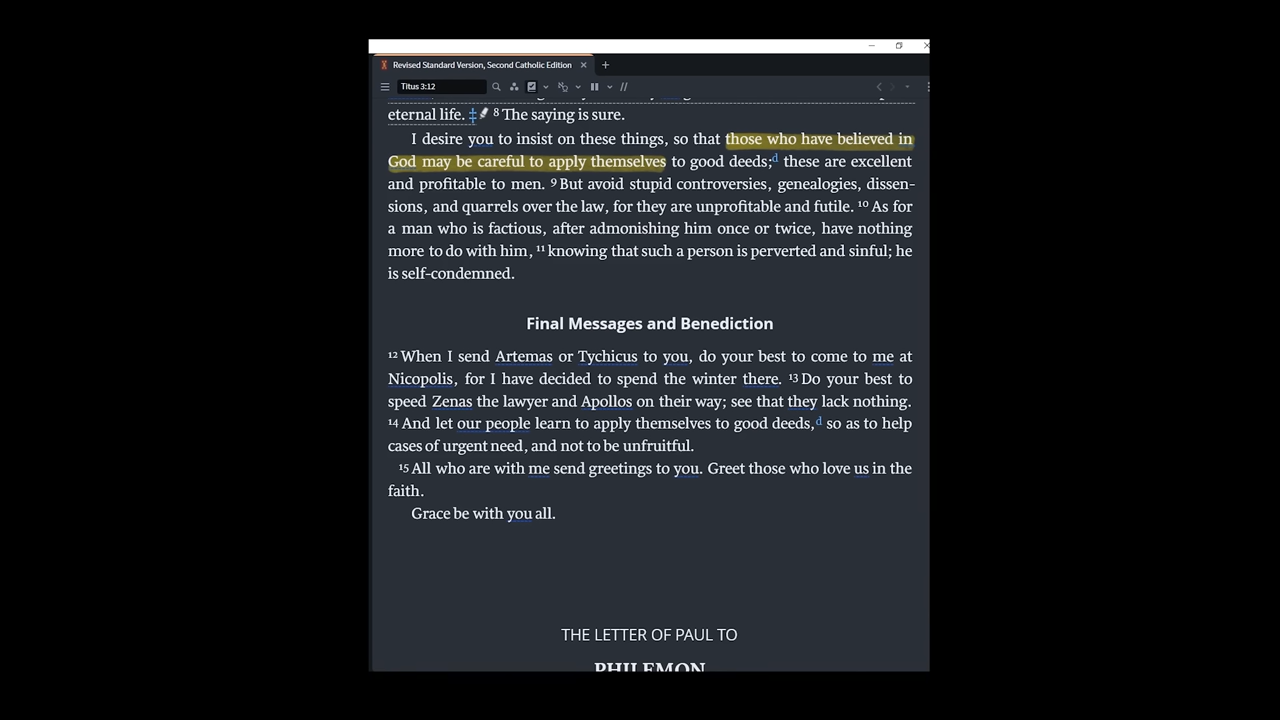 Revised Standard Version, Second Catholic Edition
Titus 3:12
eternal life. ‡ 8 The saying is sure.
I desire you to insist on these things, so that those who have believed in
God may be careful to apply themselves to good deeds;d these are excellent
and profitable to men. 9 But avoid stupid controversies, genealogies, dissen-
sions, and quarrels over the law, for they are unprofitable and futile. 10 As for
a man who is factious, after admonishing him once or twice, have nothing
more to do with him, 11 knowing that such a person is perverted and sinful; he
is self-condemned.
Final Messages and Benediction
12 When I send Artemas or Tychicus to you, do your best to come to me at
Nicopolis, for I have decided to spend the winter there. 13 Do your best to
speed Zenas the lawyer and Apollos on their way; see that they lack nothing.
14 And let our people learn to apply themselves to good deeds,d so as to help
cases of urgent need, and not to be unfruitful.
15 All who are with me send greetings to you. Greet those who love us in the
faith.
Grace be with you all.
THE LETTER OF PAUL TO
PHILEMON